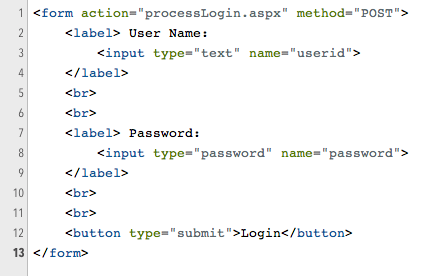 1 <form action="processLogin.aspx" method="POST">
2     <label> User Name:
3         <input type="text" name="userid">
4     </label>
5     <br>
6     <br>
7     <label> Password:
8         <input type="password" name="password">
9     </label>
10     <br>
11     <br>
12     <button type="submit">Login</button>
13 </form>